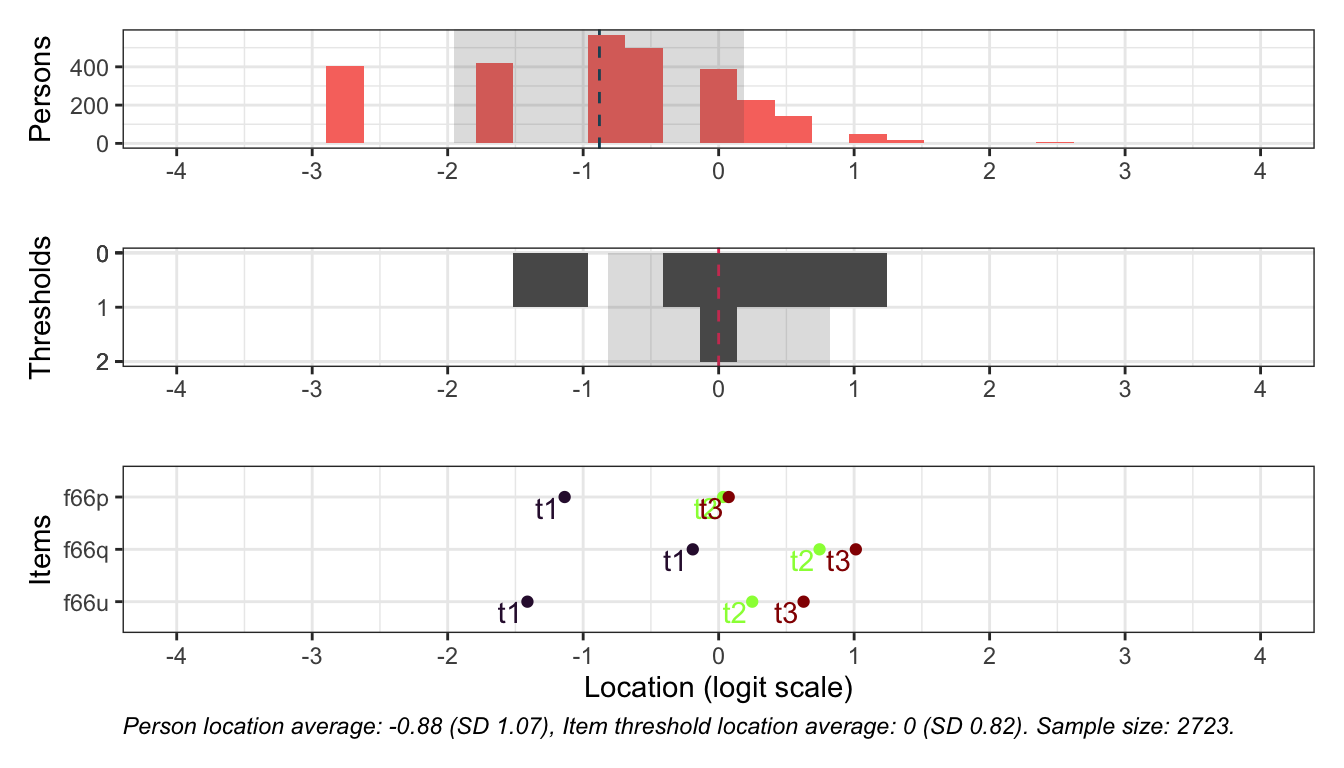 Persons
400
200
0
-4 -3 -2 -1 0 1 2 3 4
Thresholds
0
1
2
-4 -3 -2 -1 0 1 2 3 4
Items
f66p t1 t2 t3
f66q t1 t2 t3
f66u t1 t2 t3
-4 -3 -2 -1 0 1 2 3 4
Location (logit scale)
Person location average: -0.88 (SD 1.07), Item threshold location average: 0 (SD 0.82). Sample size: 2723.